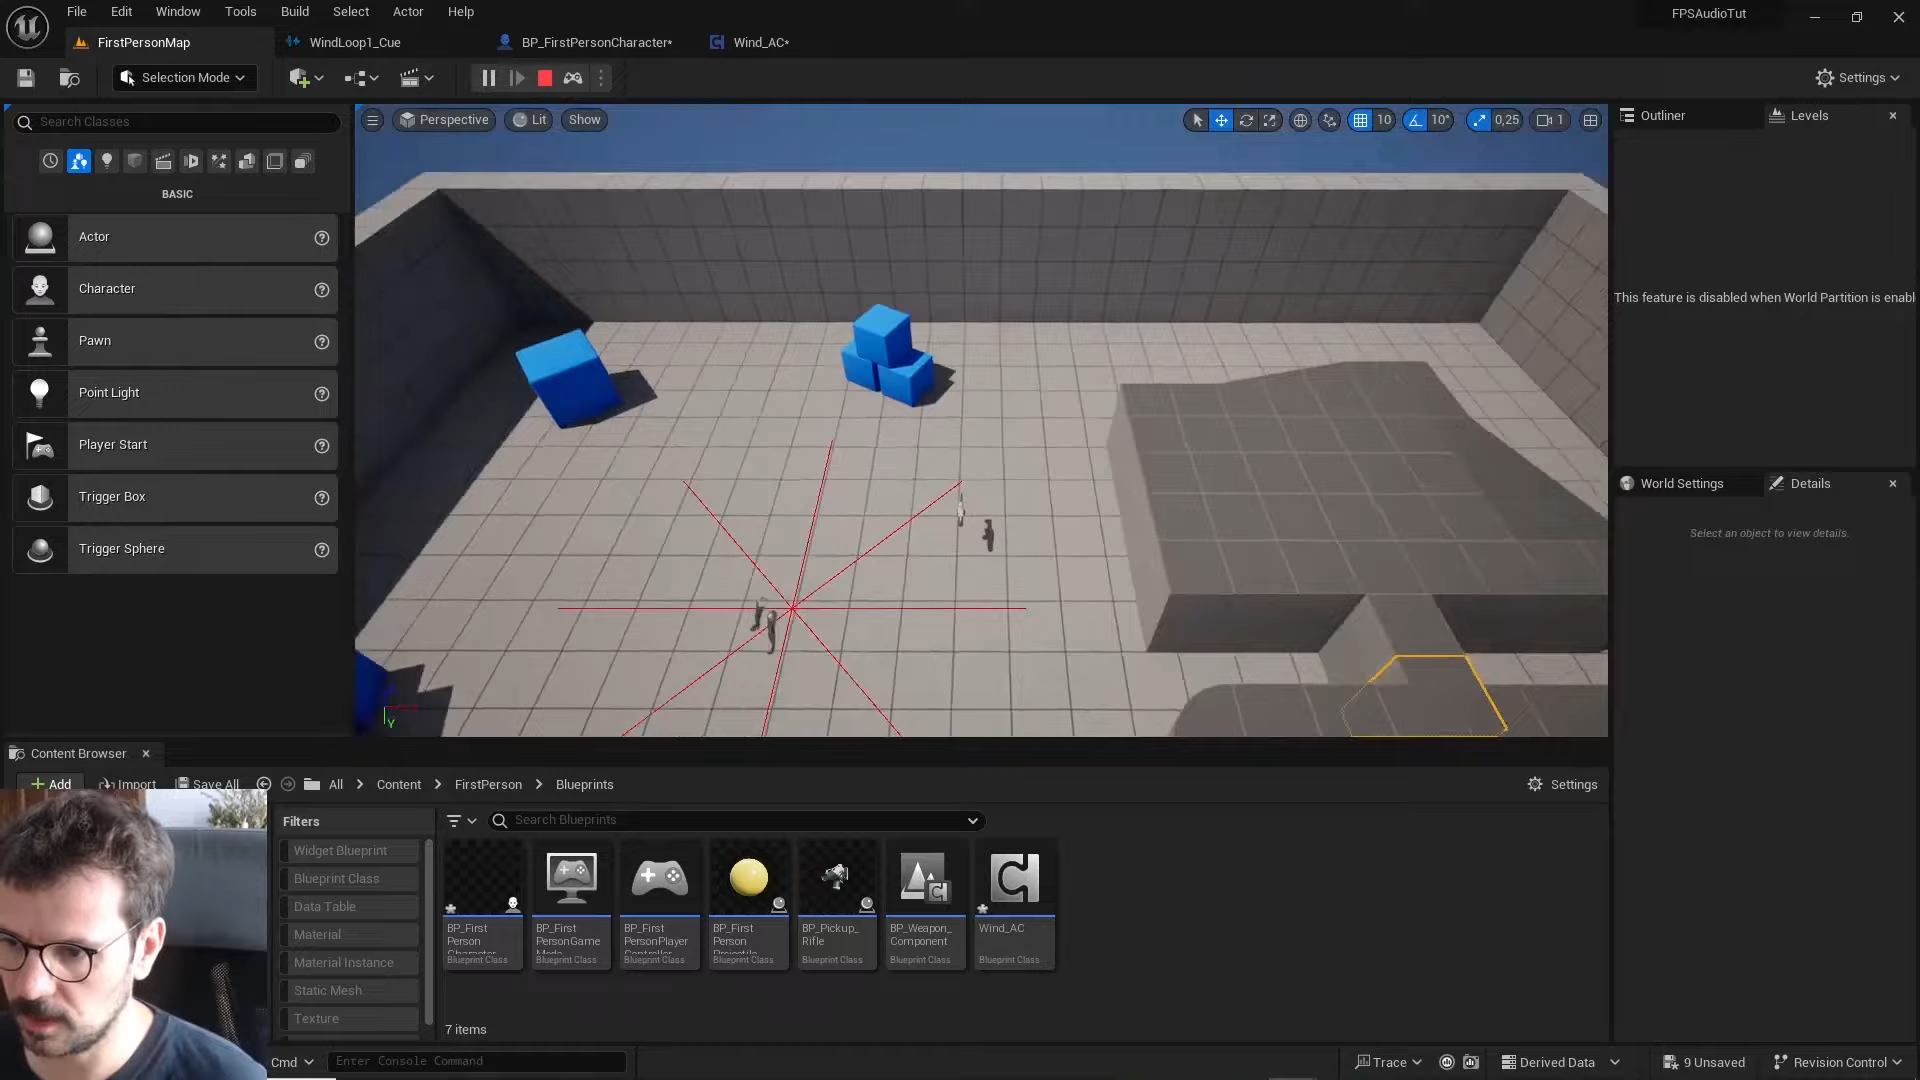 File Edit Window Tools Build Select Actor Help
FPSAudioTut
FirstPersonMap
WindLoop1_Cue
BP_FirstPersonCharacter*
Wind_AC*
Selection Mode
Settings
Search Classes
BASIC
Actor
Character
Pawn
Point Light
Player Start
Trigger Box
Trigger Sphere
Perspective
Lit
Show
10
10°
0,25
1
Y
Outliner
Levels
This feature is disabled when World Partition is enabl
World Settings
Details
Select an object to view details.
Content Browser
Add
Import
Save All
All
Content
FirstPerson
Blueprints
Settings
Filters
Widget Blueprint
Blueprint Class
Data Table
Material
Material Instance
Static Mesh
Texture
Search Blueprints
BP_First
Person
Character
Blueprint Class
BP_First
PersonGame
Mode
Blueprint Class
BP_First
PersonPlayer
Controller
Blueprint Class
BP_First
Person
Projectile
Blueprint Class
BP_Pickup_
Rifle
Blueprint Class
BP_Weapon_
Component
Blueprint Class
Wind_AC
Blueprint Class
7 items
Cmd
Enter Console Command
Trace
Derived Data
9 Unsaved
Revision Control